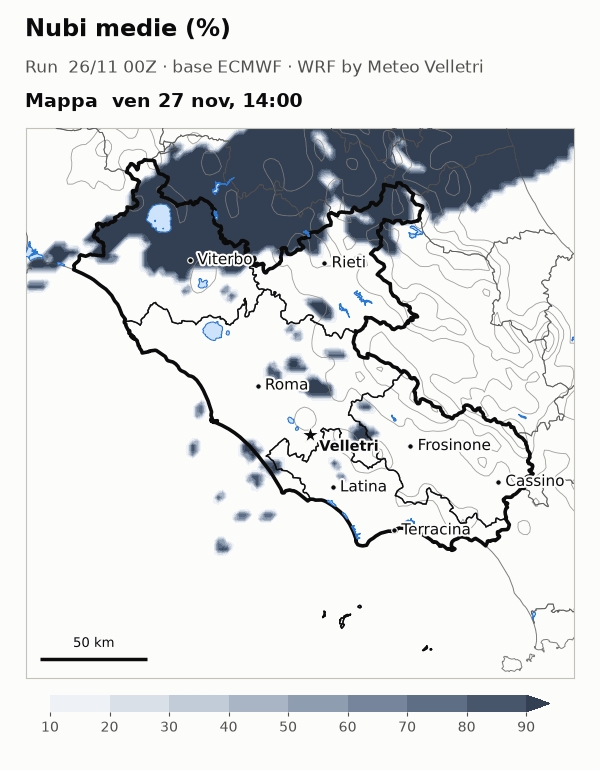 Nubi medie (%)
Run  26/11 00Z · base ECMWF · WRF by Meteo Velletri
Mappa  ven 27 nov, 14:00
Viterbo
Rieti
Roma
Velletri
Frosinone
Cassino
Latina
Terracina
50 km
10 20 30 40 50 60 70 80 90